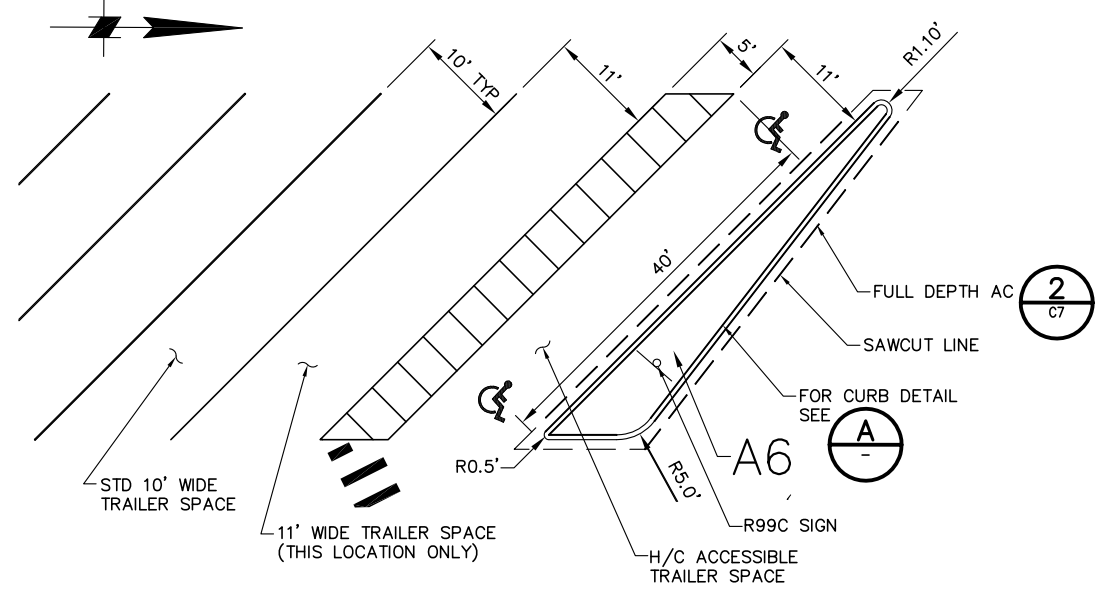 10' TYP
11'
5'
11'
R1.10'
40'
FULL DEPTH AC
2
C7
SAWCUT LINE
FOR CURB DETAIL
SEE
A
-
A6
R0.5'
R5.0'
STD 10' WIDE
TRAILER SPACE
11' WIDE TRAILER SPACE
(THIS LOCATION ONLY)
R99C SIGN
H/C ACCESSIBLE
TRAILER SPACE